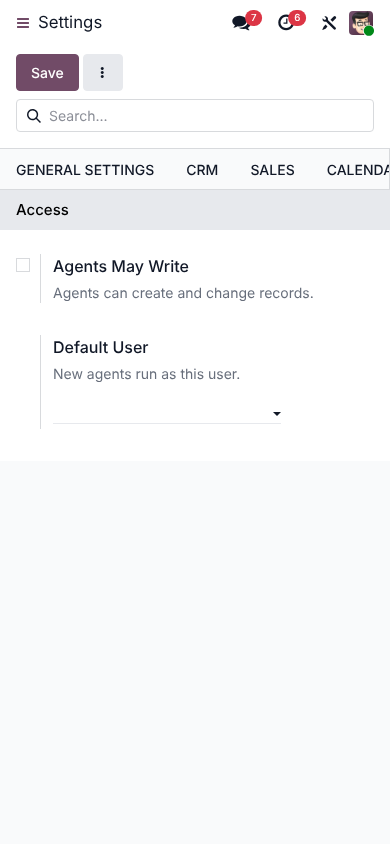 Settings
7
6
Save
Search...
GENERAL SETTINGS CRM SALES CALENDA
Access
Agents May Write
Agents can create and change records.
Default User
New agents run as this user.